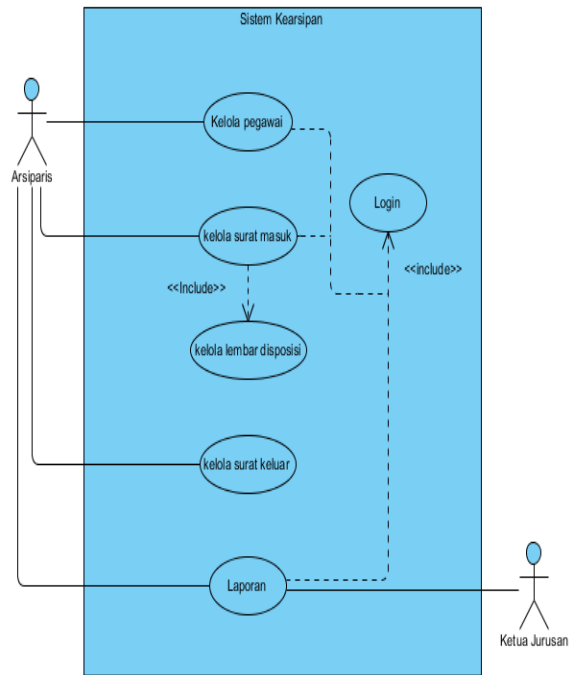 Sistem Kearsipan
Kelola pegawai
Arsiparis
Login
kelola surat masuk
<<Include>>
<<include>>
kelola lembar disposisi
kelola surat keluar
Laporan
Ketua Jurusan